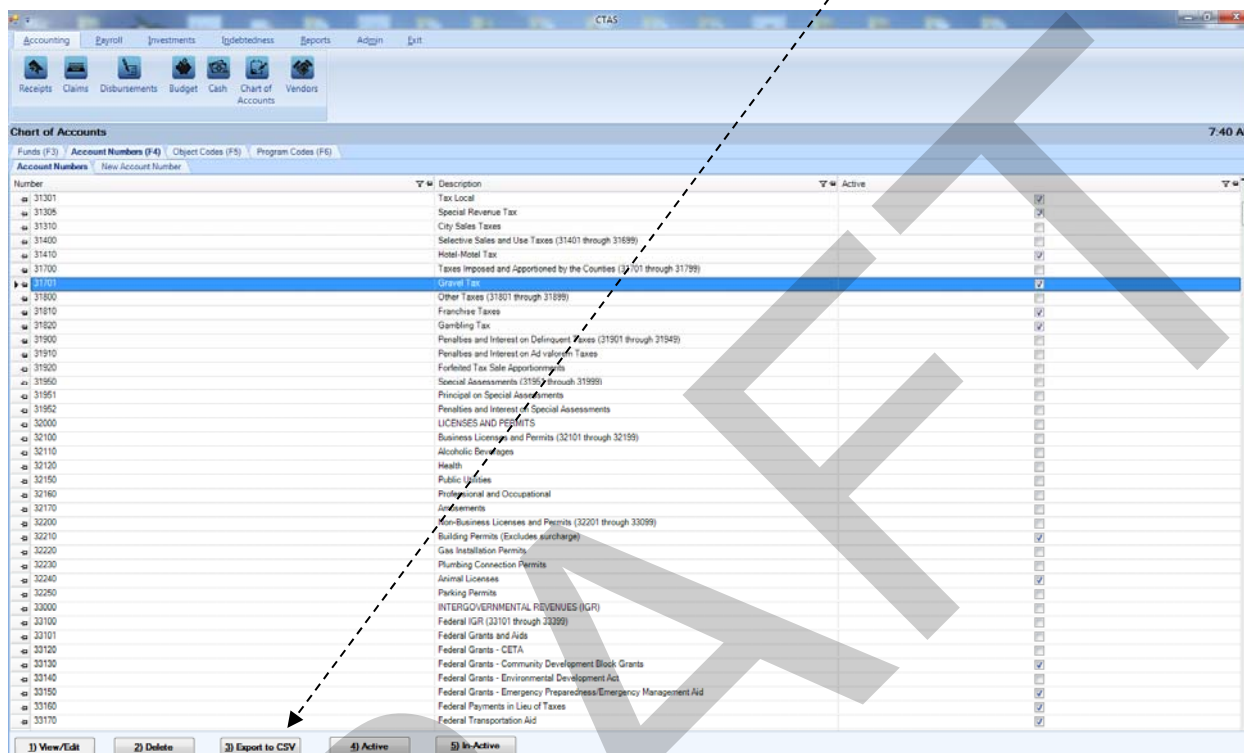 CTAS
Accounting Payroll Investments Indebtedness Reports Admin Exit
Receipts Claims Disbursements Budget Cash Chart of Accounts Vendors
Chart of Accounts 7:40 A
Funds (F3) Account Numbers (F4) Object Codes (F5) Program Codes (F6)
Account Numbers New Account Number
Number Description Active
31301 Tax Local
31305 Special Revenue Tax
31310 City Sales Taxes
31400 Selective Sales and Use Taxes (31401 through 31699)
31410 Hotel-Motel Tax
31700 Taxes Imposed and Apportioned by the Counties (31701 through 31799)
31701 Gravel Tax
31800 Other Taxes (31801 through 31899)
31810 Franchise Taxes
31820 Gambling Tax
31900 Penalties and Interest on Delinquent Taxes (31901 through 31949)
31910 Penalties and Interest on Ad valorem Taxes
31920 Forfeited Tax Sale Apportionments
31950 Special Assessments (31951 through 31999)
31951 Principal on Special Assessments
31952 Penalties and Interest on Special Assessments
32000 LICENSES AND PERMITS
32100 Business Licenses and Permits (32101 through 32199)
32110 Alcoholic Beverages
32120 Health
32150 Public Utilities
32160 Professional and Occupational
32170 Amusements
32200 Non-Business Licenses and Permits (32201 through 33099)
32210 Building Permits (Excludes surcharge)
32220 Gas Installation Permits
32230 Plumbing Connection Permits
32240 Animal Licenses
32250 Parking Permits
33000 INTERGOVERNMENTAL REVENUES (IGR)
33100 Federal IGR (33101 through 33399)
33101 Federal Grants and Aids
33120 Federal Grants - CETA
33130 Federal Grants - Community Development Block Grants
33140 Federal Grants - Environmental Development Act
33150 Federal Grants - Emergency Preparedness/Emergency Management Aid
33160 Federal Payments in Lieu of Taxes
33170 Federal Transportation Aid
1) View/Edit 2) Delete 3) Export to CSV 4) Active 5) In-Active